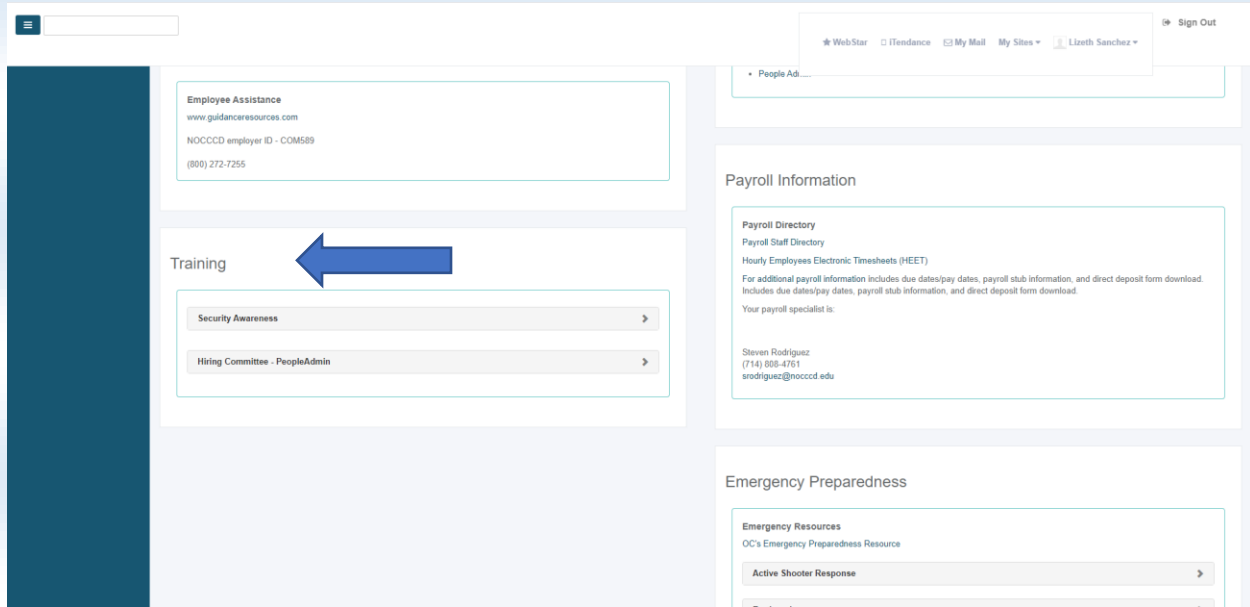 Sign Out
WebStar iTendance My Mail My Sites Lizeth Sanchez
Employee Assistance
www.guidanceresources.com
NOCCCD employer ID - COM589
(800) 272-7255
Training
Security Awareness
Hiring Committee - PeopleAdmin
People
Payroll Information
Payroll Directory
Payroll Staff Directory
Hourly Employees Electronic Timesheets (HEET)
For additional payroll information includes due dates/pay dates, payroll stub information, and direct deposit form download.
Includes due dates/pay dates, payroll stub information, and direct deposit form download.
Your payroll specialist is:
Steven Rodriguez
(714) 808-4761
srodriguez@nocccd.edu
Emergency Preparedness
Emergency Resources
OC's Emergency Preparedness Resource
Active Shooter Response